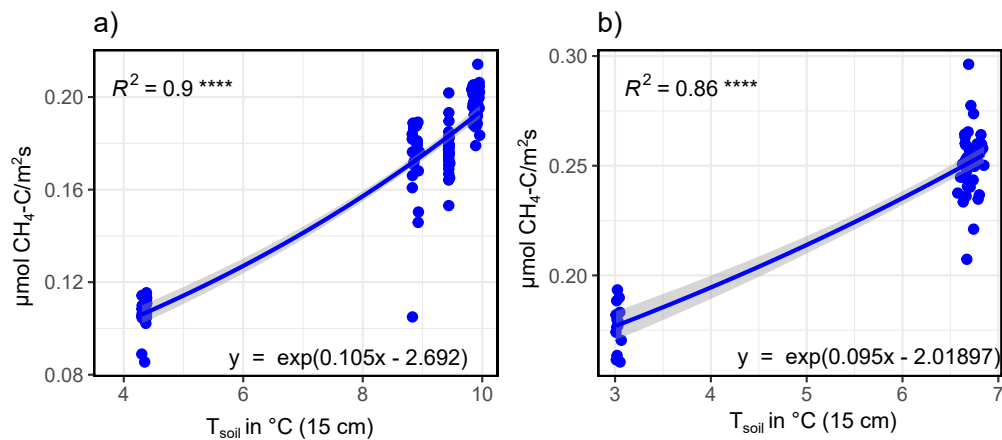 a)
R² = 0.9 ****
0.20
0.16
0.12
0.08
µmol CH₄-C/m²s
y = exp(0.105x - 2.692)
4 6 8 10
T_soil in °C (15 cm)
b)
R² = 0.86 ****
0.30
0.25
0.20
µmol CH₄-C/m²s
y = exp(0.095x - 2.01897)
3 4 5 6 7
T_soil in °C (15 cm)